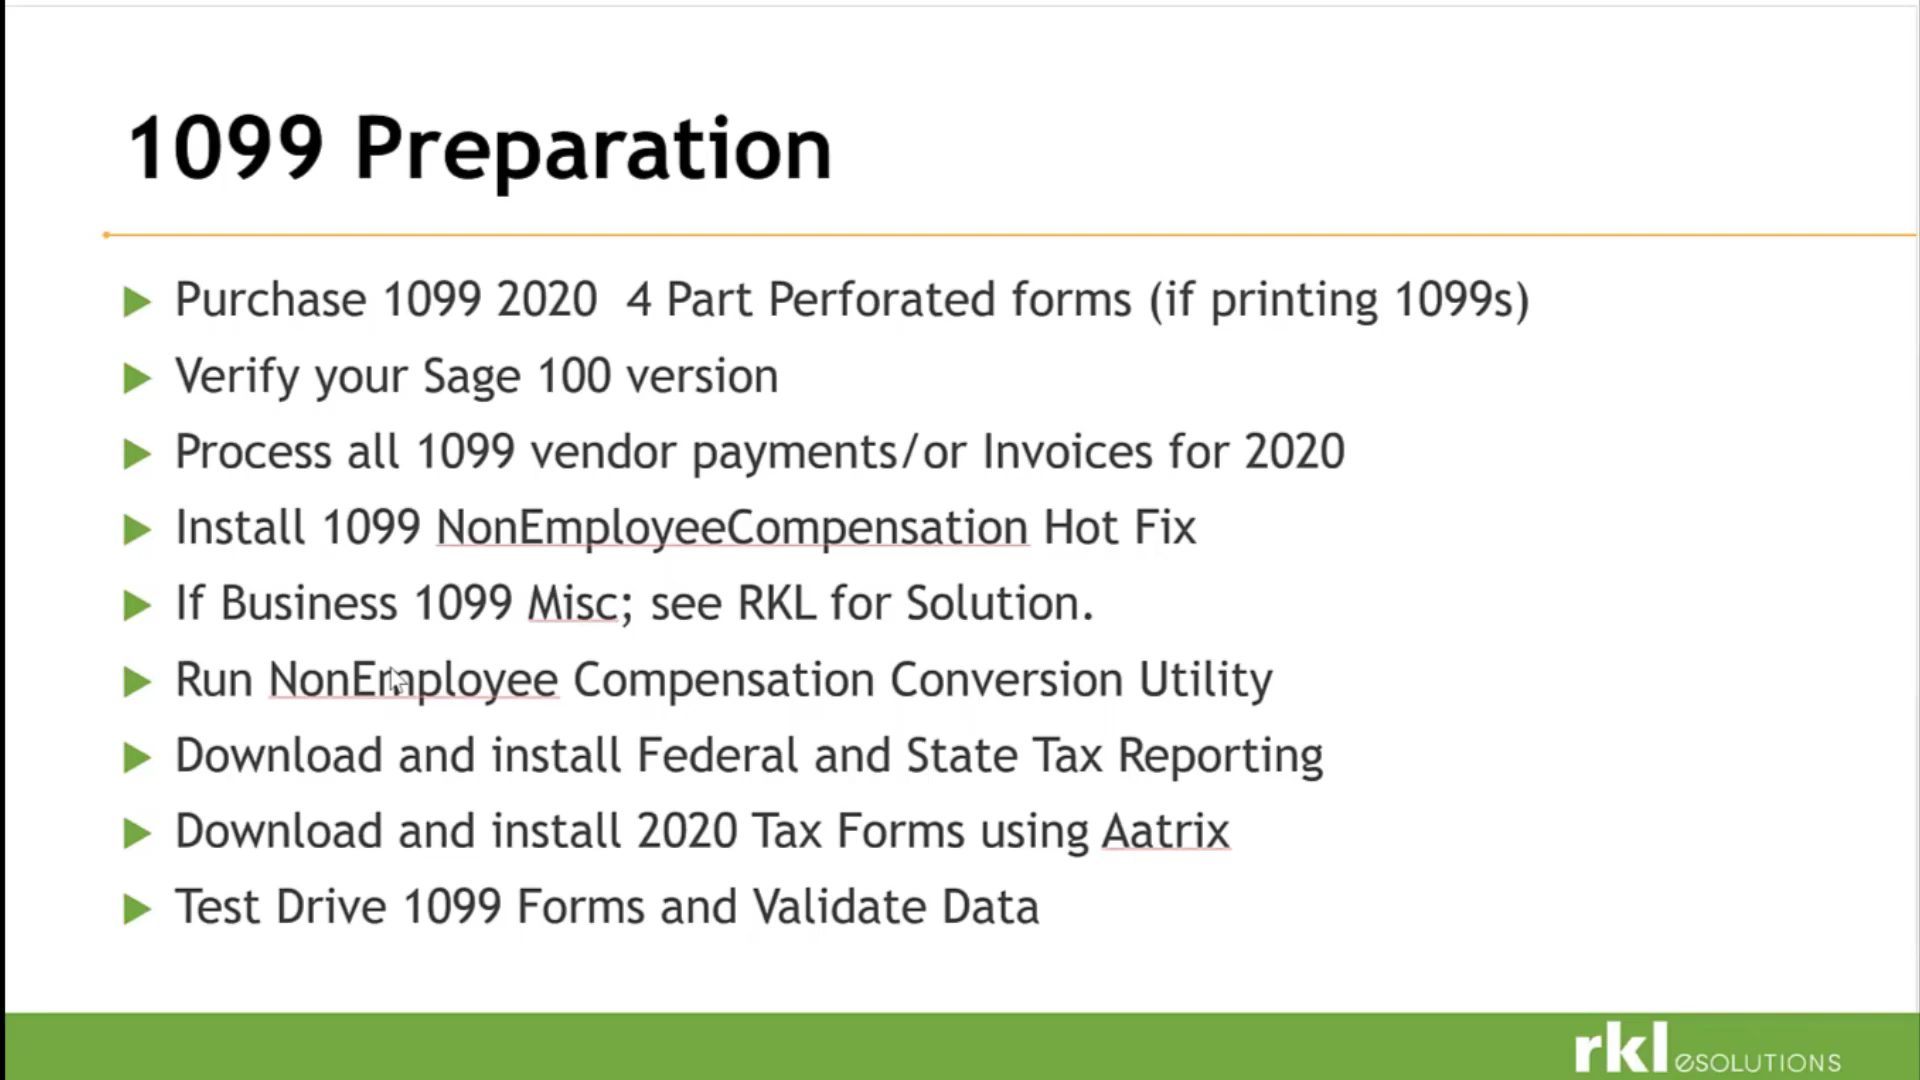 1099 Preparation
Purchase 1099 2020  4 Part Perforated forms (if printing 1099s)
Verify your Sage 100 version
Process all 1099 vendor payments/or Invoices for 2020
Install 1099 NonEmployeeCompensation Hot Fix
If Business 1099 Misc; see RKL for Solution.
Run NonEmployee Compensation Conversion Utility
Download and install Federal and State Tax Reporting
Download and install 2020 Tax Forms using Aatrix
Test Drive 1099 Forms and Validate Data
rkl eSOLUTIONS